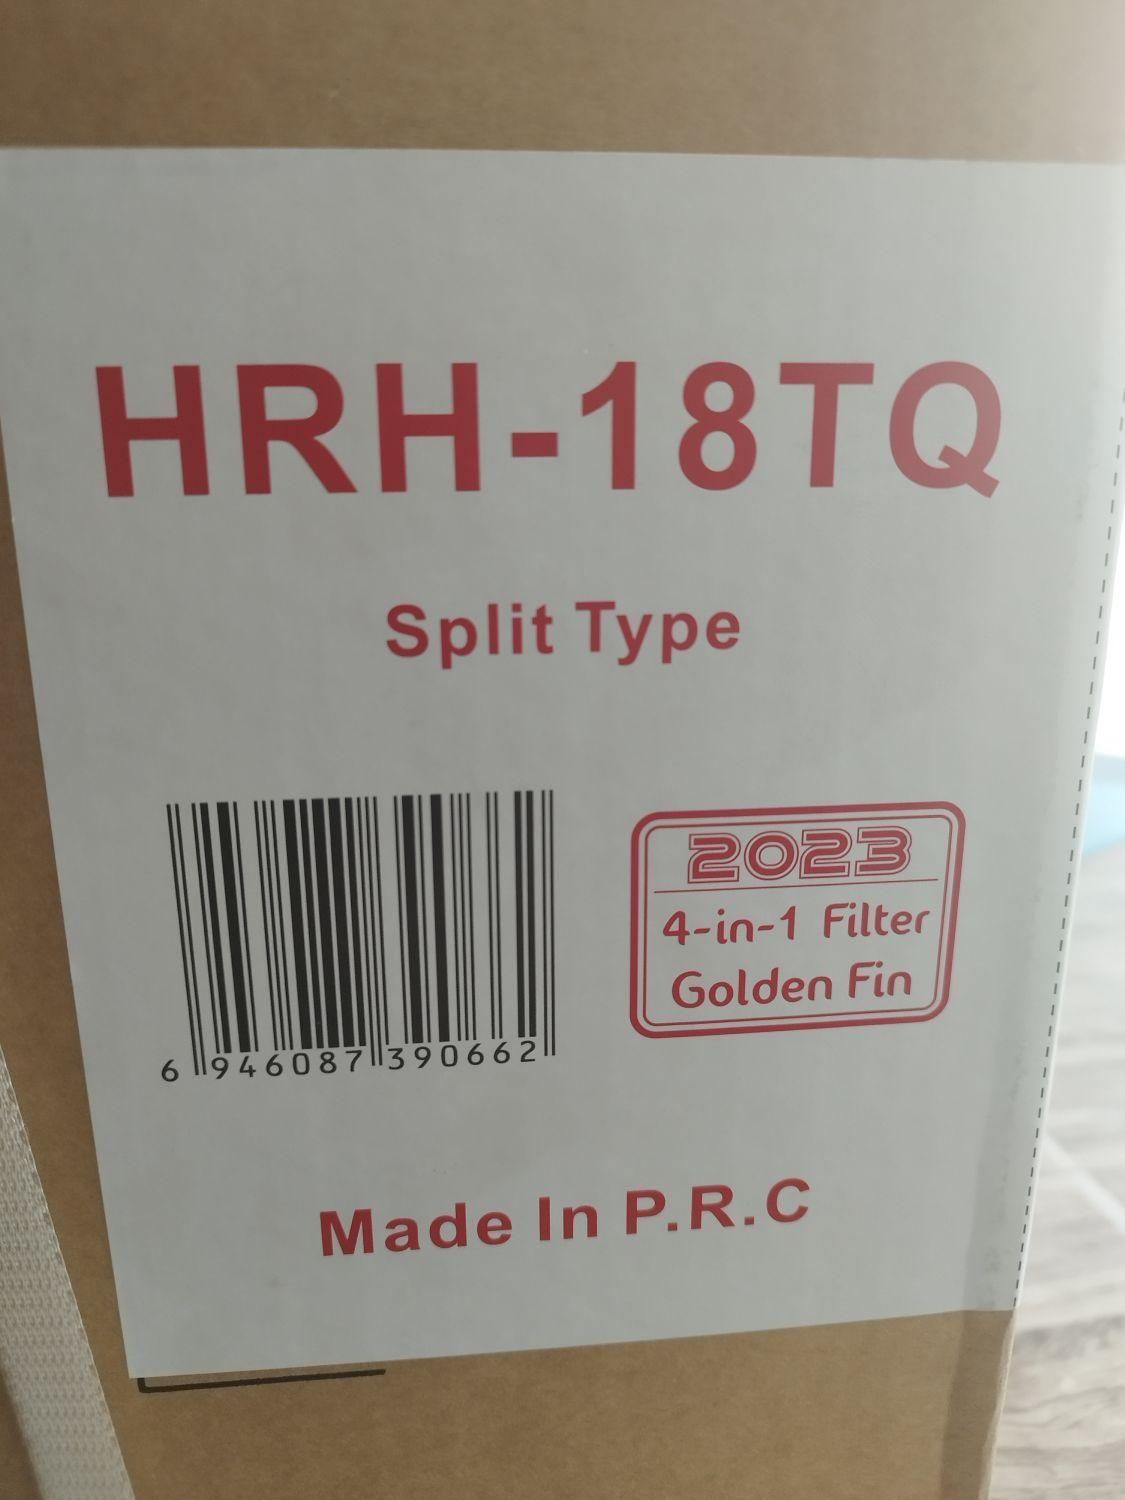 HRH-18TQ
Split Type
6 946087 390662
2023
4-in-1 Filter
Golden Fin
Made In P.R.C